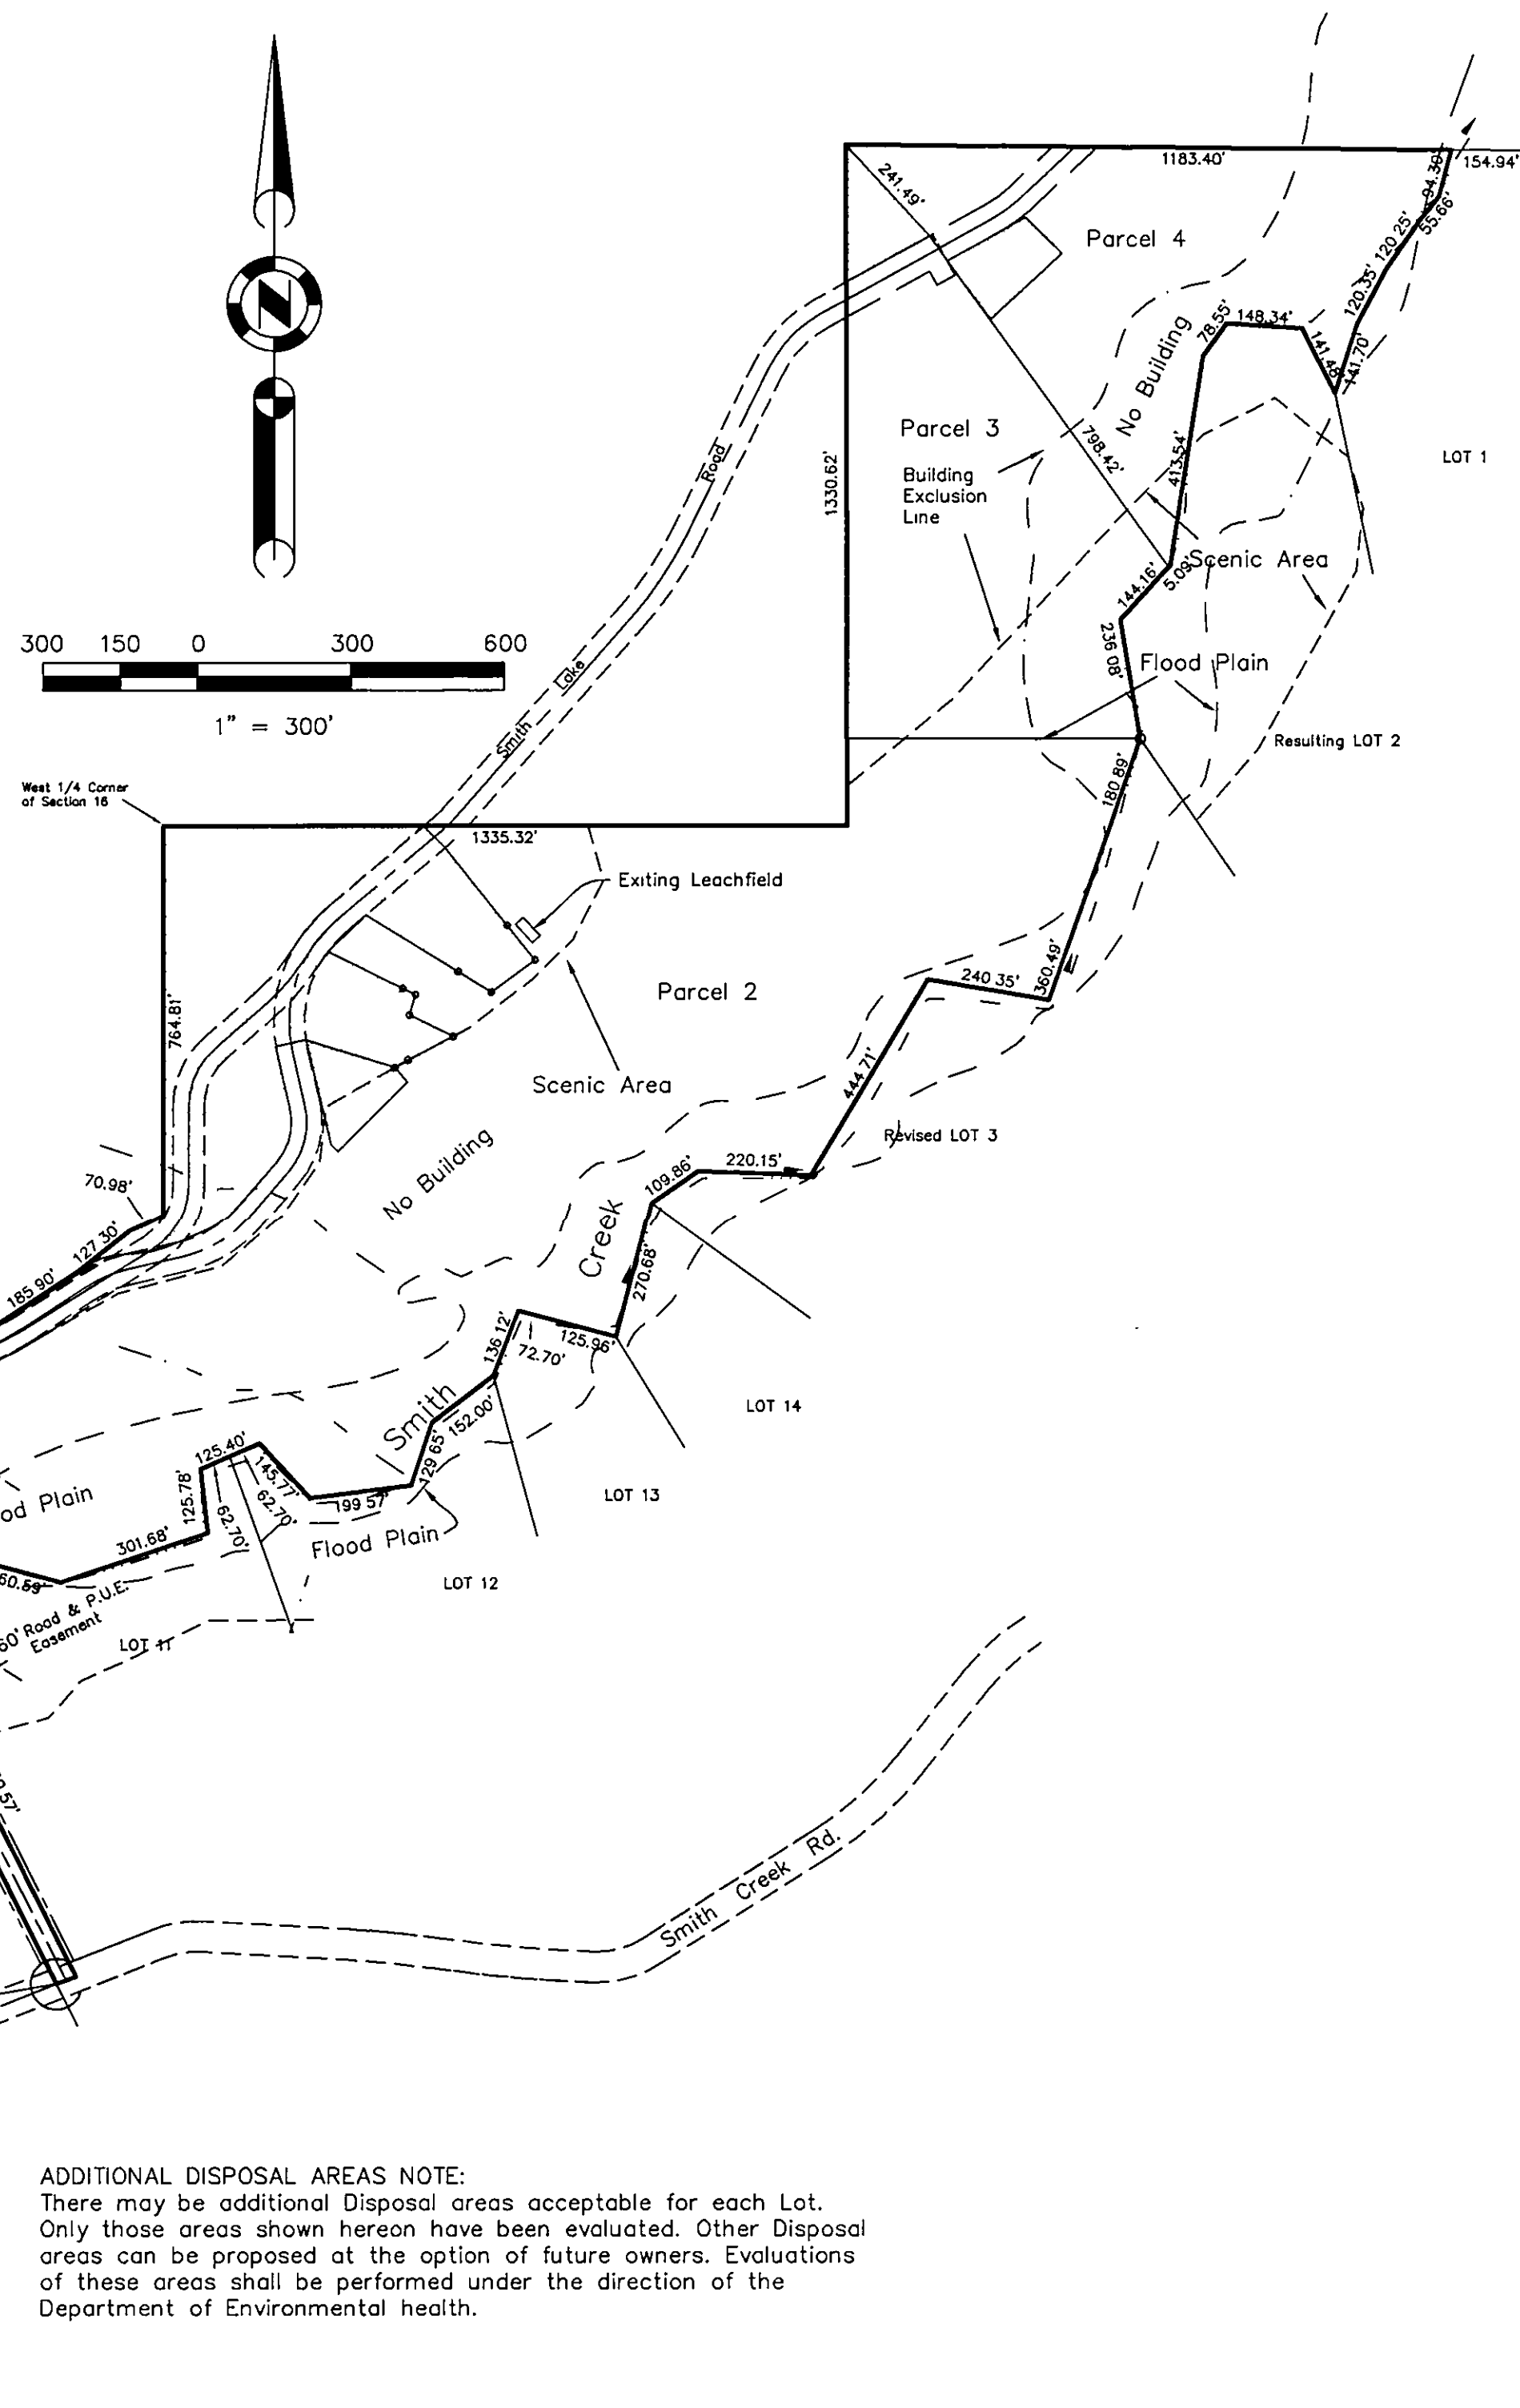 N
300 150 0 300 600
1" = 300'
1183.40'
154.94'
241.49'
94.30'
55.66'
120 25'
120.35'
141.70'
141.48'
148.34'
78.55'
Parcel 4
No Building
Parcel 3
798.42'
413.54'
Building
Exclusion
Line
1330.62'
LOT 1
Scenic Area
144.16'
5.09'
236 08'
Flood Plain
Resulting LOT 2
180 89'
Smith Lake Road
West 1/4 Corner
of Section 16
1335.32'
Exiting Leachfield
764.81'
Parcel 2
Scenic Area
240 35'
360.49'
444 71'
Revised LOT 3
No Building
70.98'
127 30'
185 90'
109.86'
220.15'
Creek
270.68'
136 12'
72.70'
125.96'
Smith
152.00'
129 65'
LOT 14
LOT 13
125.40'
145.77'
62.70'
62.70'
125.78'
199 57'
Flood Plain
od Plain
301.68'
60.59'
LOT 12
60' Road & P.U.E.
Easement
LOT 11
.57'
Smith Creek Rd.
ADDITIONAL DISPOSAL AREAS NOTE:
There may be additional Disposal areas acceptable for each Lot.
Only those areas shown hereon have been evaluated. Other Disposal
areas can be proposed at the option of future owners. Evaluations
of these areas shall be performed under the direction of the
Department of Environmental health.